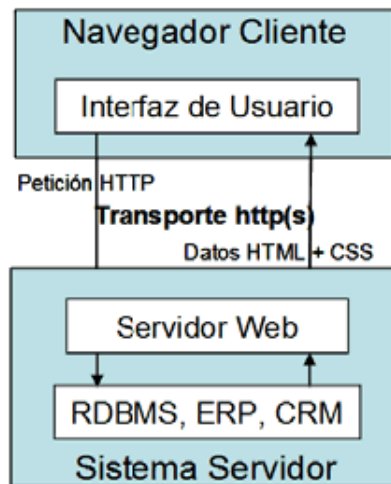 Navegador Cliente
Interfaz de Usuario
Petición HTTP
Transporte http(s)
Datos HTML + CSS
Servidor Web
RDBMS, ERP, CRM
Sistema Servidor